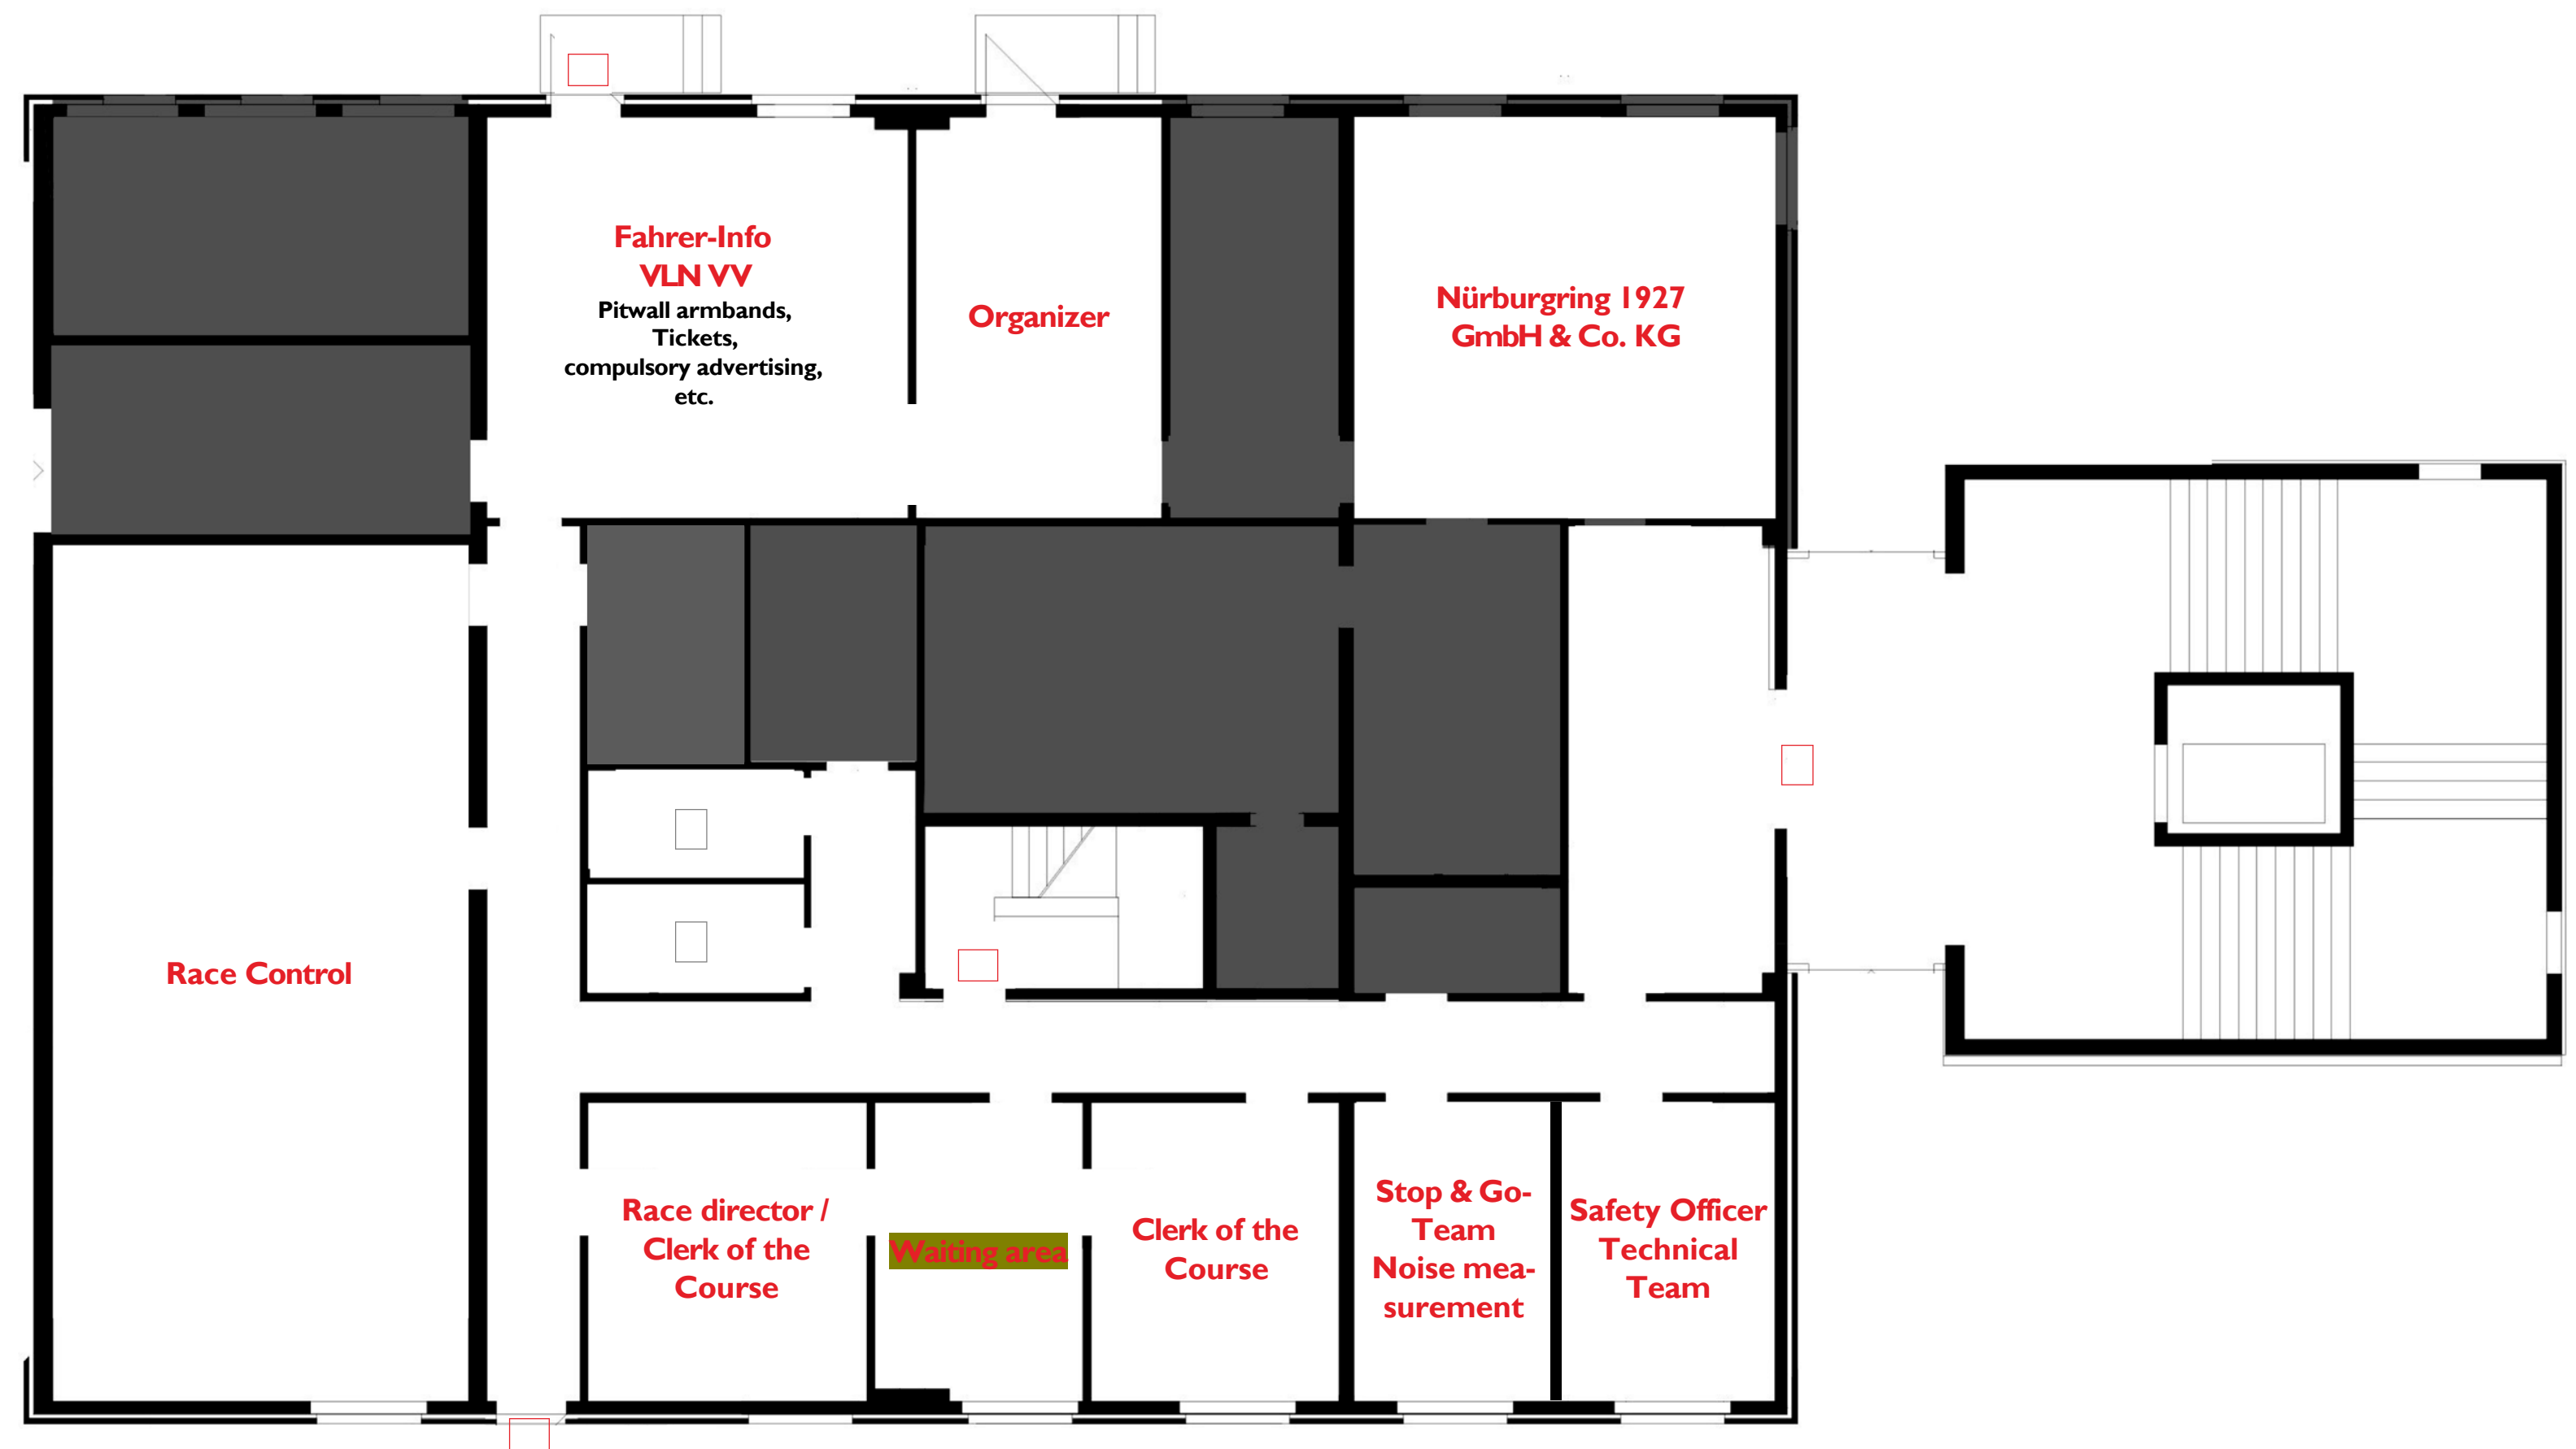 Fahrer-Info
VLN VV
Pitwall armbands,
Tickets,
compulsory advertising,
etc.
Organizer
Nürburgring 1927
GmbH & Co. KG
Race Control
Race director /
Clerk of the
Course
Waiting area
Clerk of the
Course
Stop & Go-
Team
Noise mea-
surement
Safety Officer
Technical
Team